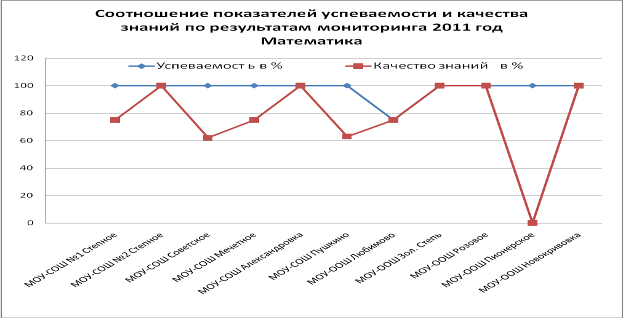 Соотношение показателей успеваемости и качества
знаний по результатам мониторинга 2011 год
Математика
120
Успеваемост ь в %
Качество знаний в %
100
80
60
40
20
0
МОУ-СОШ №1 Степное
МОУ-СОШ №2 Степное
МОУ-СОШ Советское
МОУ-СОШ Мечетное
МОУ-СОШ Александровка
МОУ-СОШ Пушкино
МОУ-ООШ Любимово
МОУ-ООШ Зол. Степь
МОУ-ООШ Розовое
МОУ-ООШ Пионерское
МОУ-ООШ Новокривовка